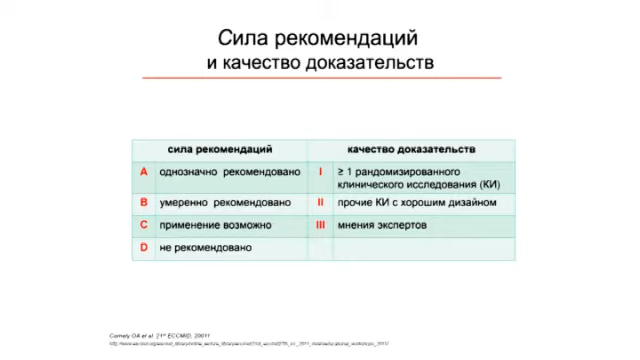 Сила рекомендаций
и качество доказательств
сила рекомендаций качество доказательств
A однозначно рекомендовано I ≥ 1 рандомизированного
клинического исследования (КИ)
B умеренно рекомендовано II прочие КИ с хорошим дизайном
C применение возможно III мнения экспертов
D не рекомендовано
Cornely OA et al. 21st ECCMID, 20011